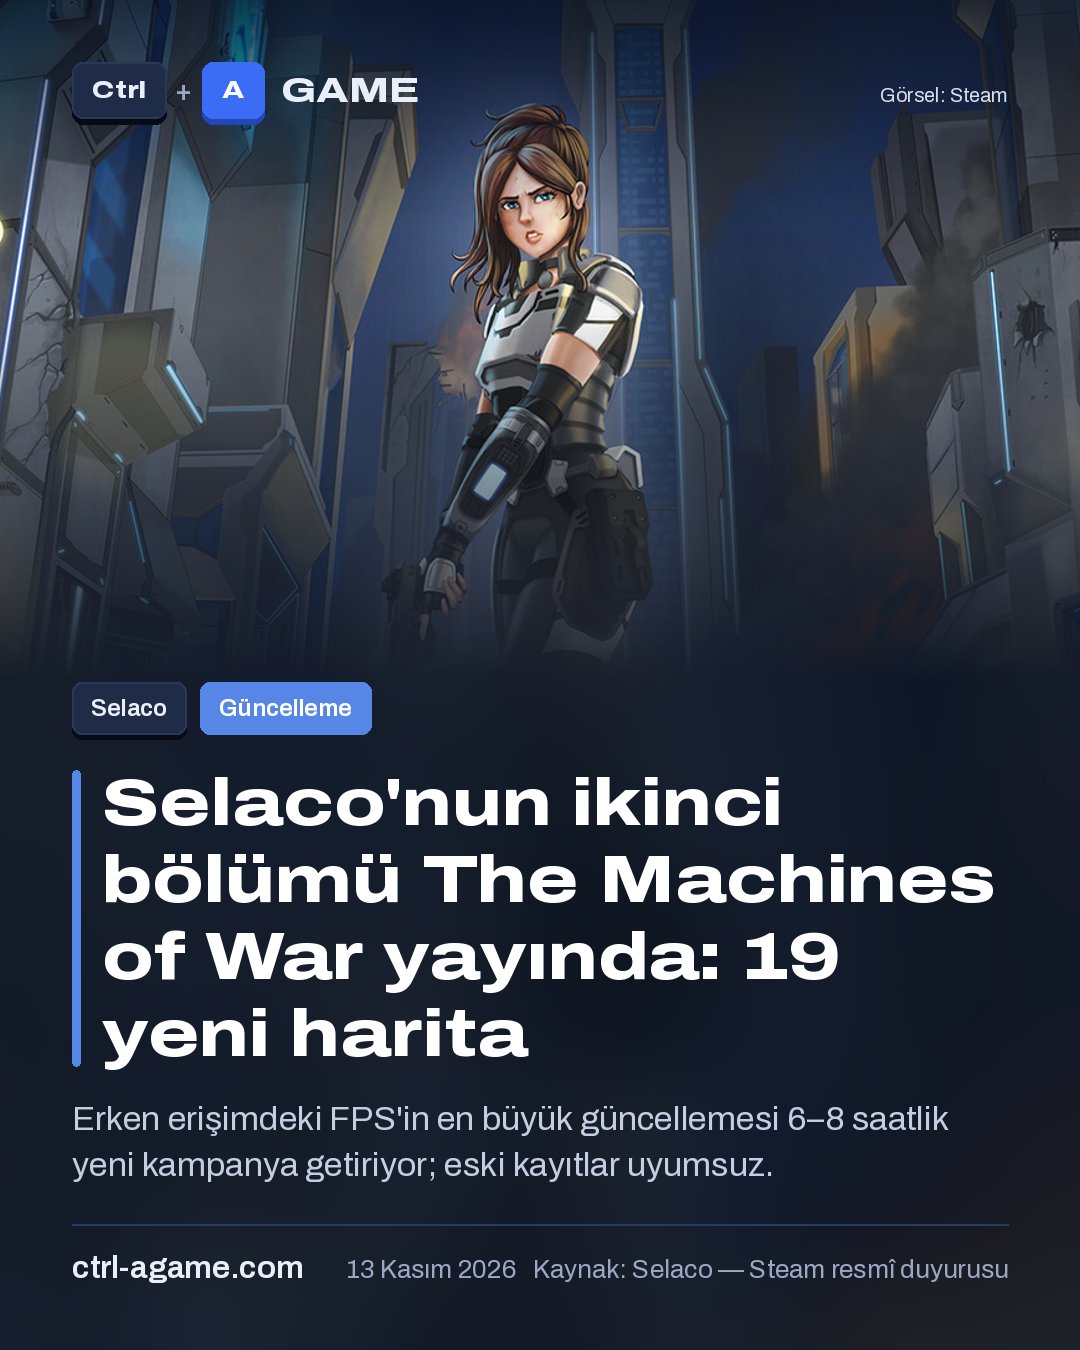 Ctrl + A GAME
Görsel: Steam
Selaco Güncelleme
Selaco'nun ikinci
bölümü The Machines
of War yayında: 19
yeni harita
Erken erişimdeki FPS'in en büyük güncellemesi 6–8 saatlik
yeni kampanya getiriyor; eski kayıtlar uyumsuz.
ctrl-agame.com 13 Kasım 2026 Kaynak: Selaco — Steam resmî duyurusu